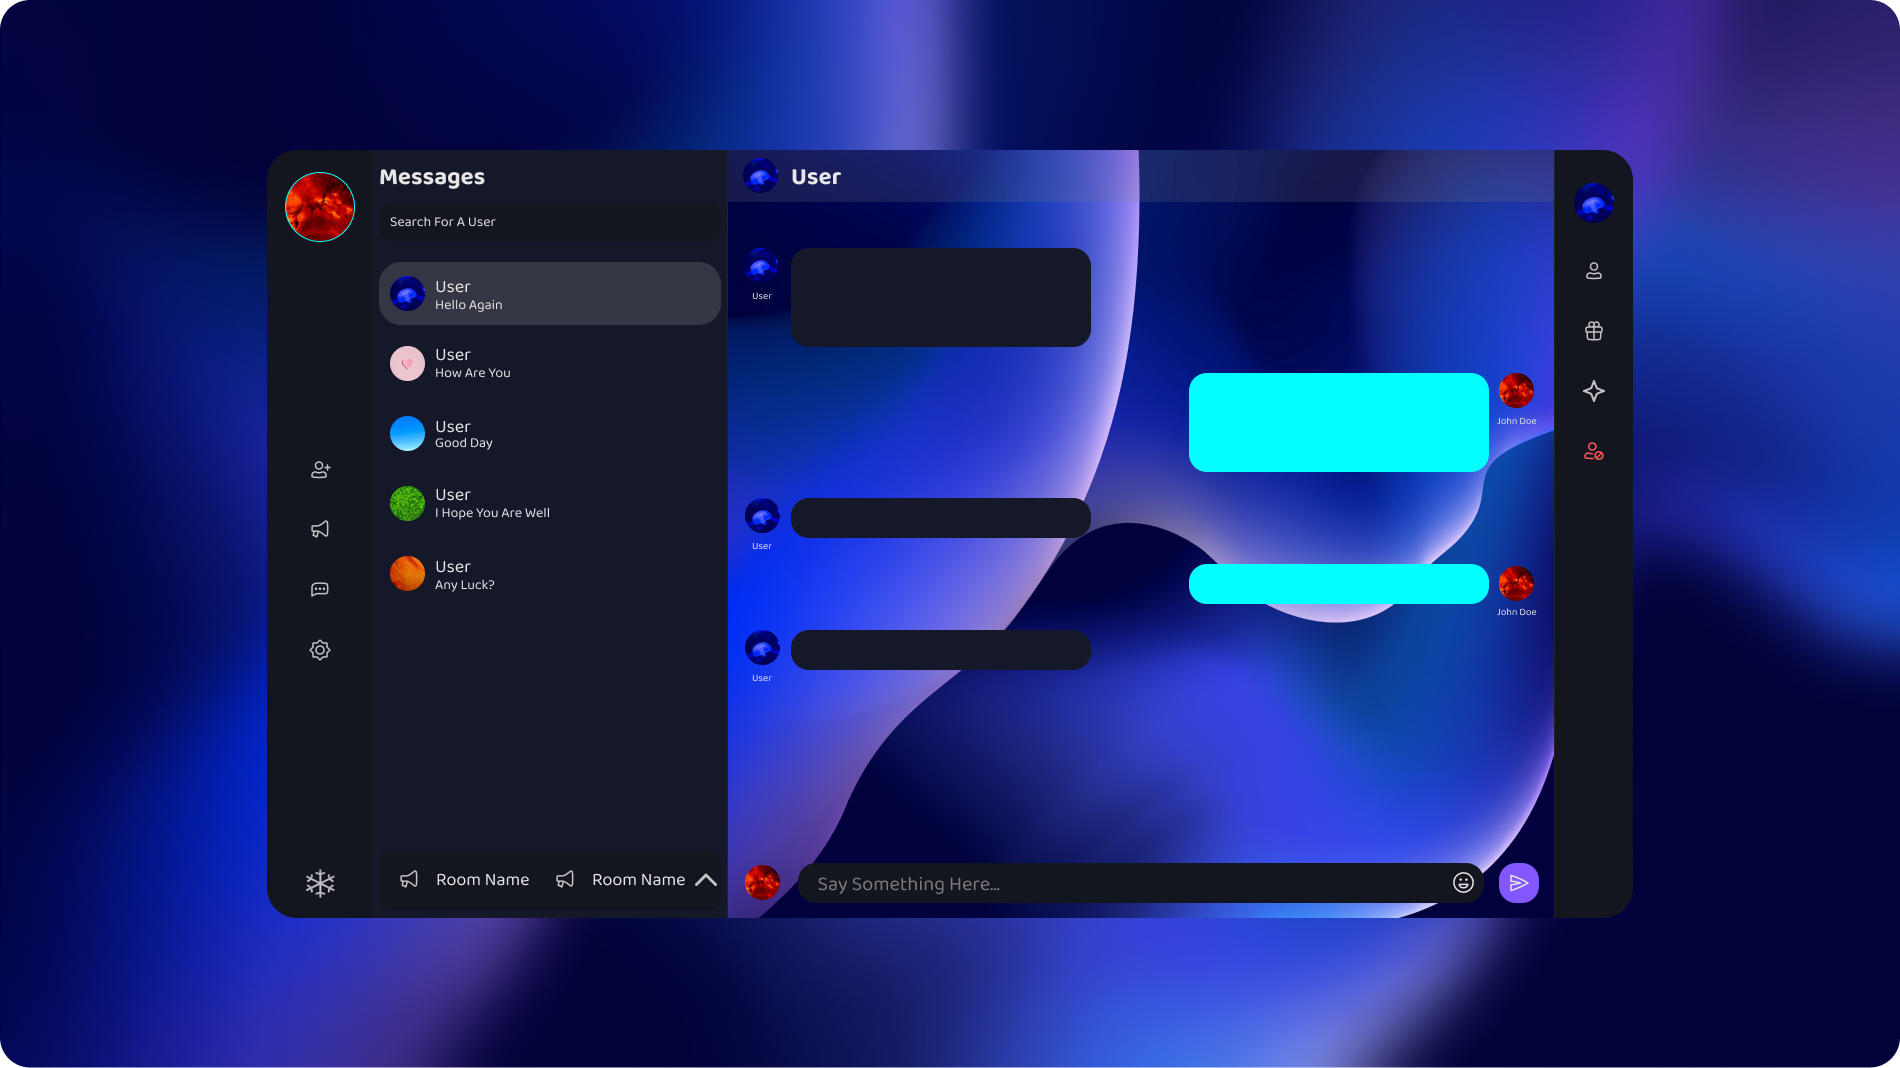 Messages
Search For A User
User
Hello Again
User
How Are You
User
Good Day
User
I Hope You Are Well
User
Any Luck?
Room Name
Room Name
User
User
John Doe
User
John Doe
User
Say Something Here...